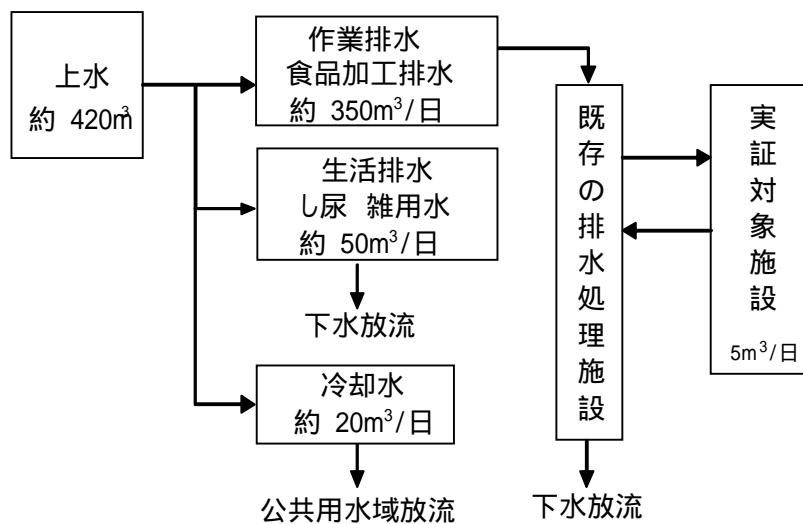 上水
約 420m³
作業排水
食品加工排水
約 350m³/日
生活排水
し尿 雑用水
約 50m³/日
下水放流
冷却水
約 20m³/日
公共用水域放流
既存の排水処理施設
下水放流
実証対象施設
5m³/日